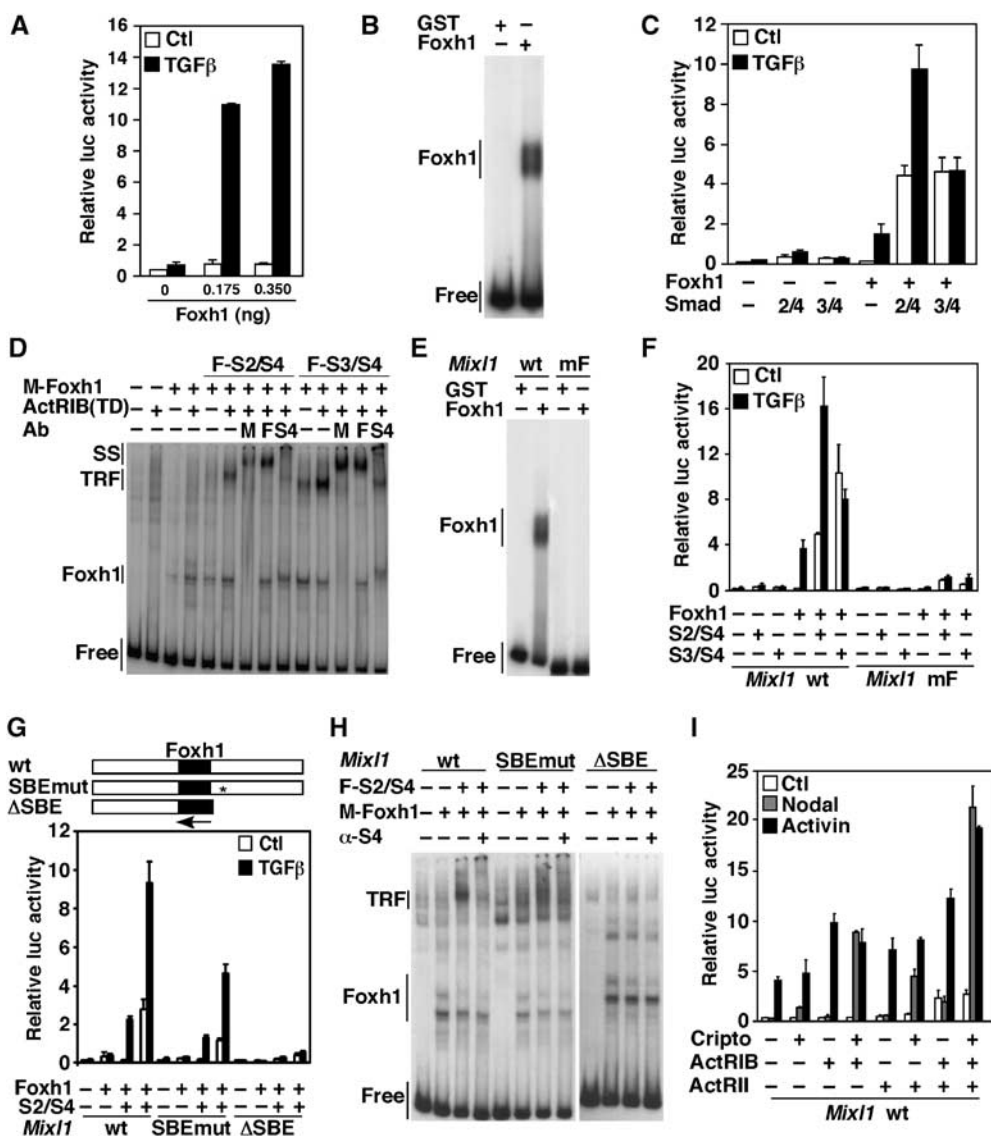 A
Relative luc activity
16
14
12
10
8
6
4
2
0
Ctl
TGFβ
0 0.175 0.350
Foxh1 (ng)
B
GST + −
Foxh1 − +
Foxh1
Free
C
Relative luc activity
12
10
8
6
4
2
0
Ctl
TGFβ
Foxh1 − − − + + +
Smad − 2/4 3/4 − 2/4 3/4
D
F-S2/S4 F-S3/S4
M-Foxh1 − − + + + + + + + + + + + +
ActRIB(TD) − + − + − + + + + − + + + +
Ab M F S4 M F S4
SS
TRF
Foxh1
Free
E
Mixl1 wt mF
GST + − + −
Foxh1 − + − +
Foxh1
Free
F
Relative luc activity
20
16
12
8
4
0
Ctl
TGFβ
Foxh1 − − − + + + − − − + + +
S2/S4 − + − − + − − + − − + −
S3/S4 − − + − − + − − + − − +
Mixl1 wt Mixl1 mF
G
Foxh1
wt
SBEmut
*
ΔSBE
Relative luc activity
12
10
8
6
4
2
0
Ctl
TGFβ
Foxh1 − + − + − + − + − + − +
S2/S4 − − + + − − + + − − + +
Mixl1 wt SBEmut ΔSBE
H
Mixl1 wt SBEmut ΔSBE
F-S2/S4 − − + + − − + + − − + +
M-Foxh1 − + + + − + + + − + + +
α-S4 − − − + − − − + − − − +
TRF
Foxh1
Free
I
Relative luc activity
25
20
15
10
5
0
Ctl
Nodal
Activin
Cripto − + − + − + − +
ActRIB − − + + − − + +
ActRII − − − − + + + +
Mixl1 wt